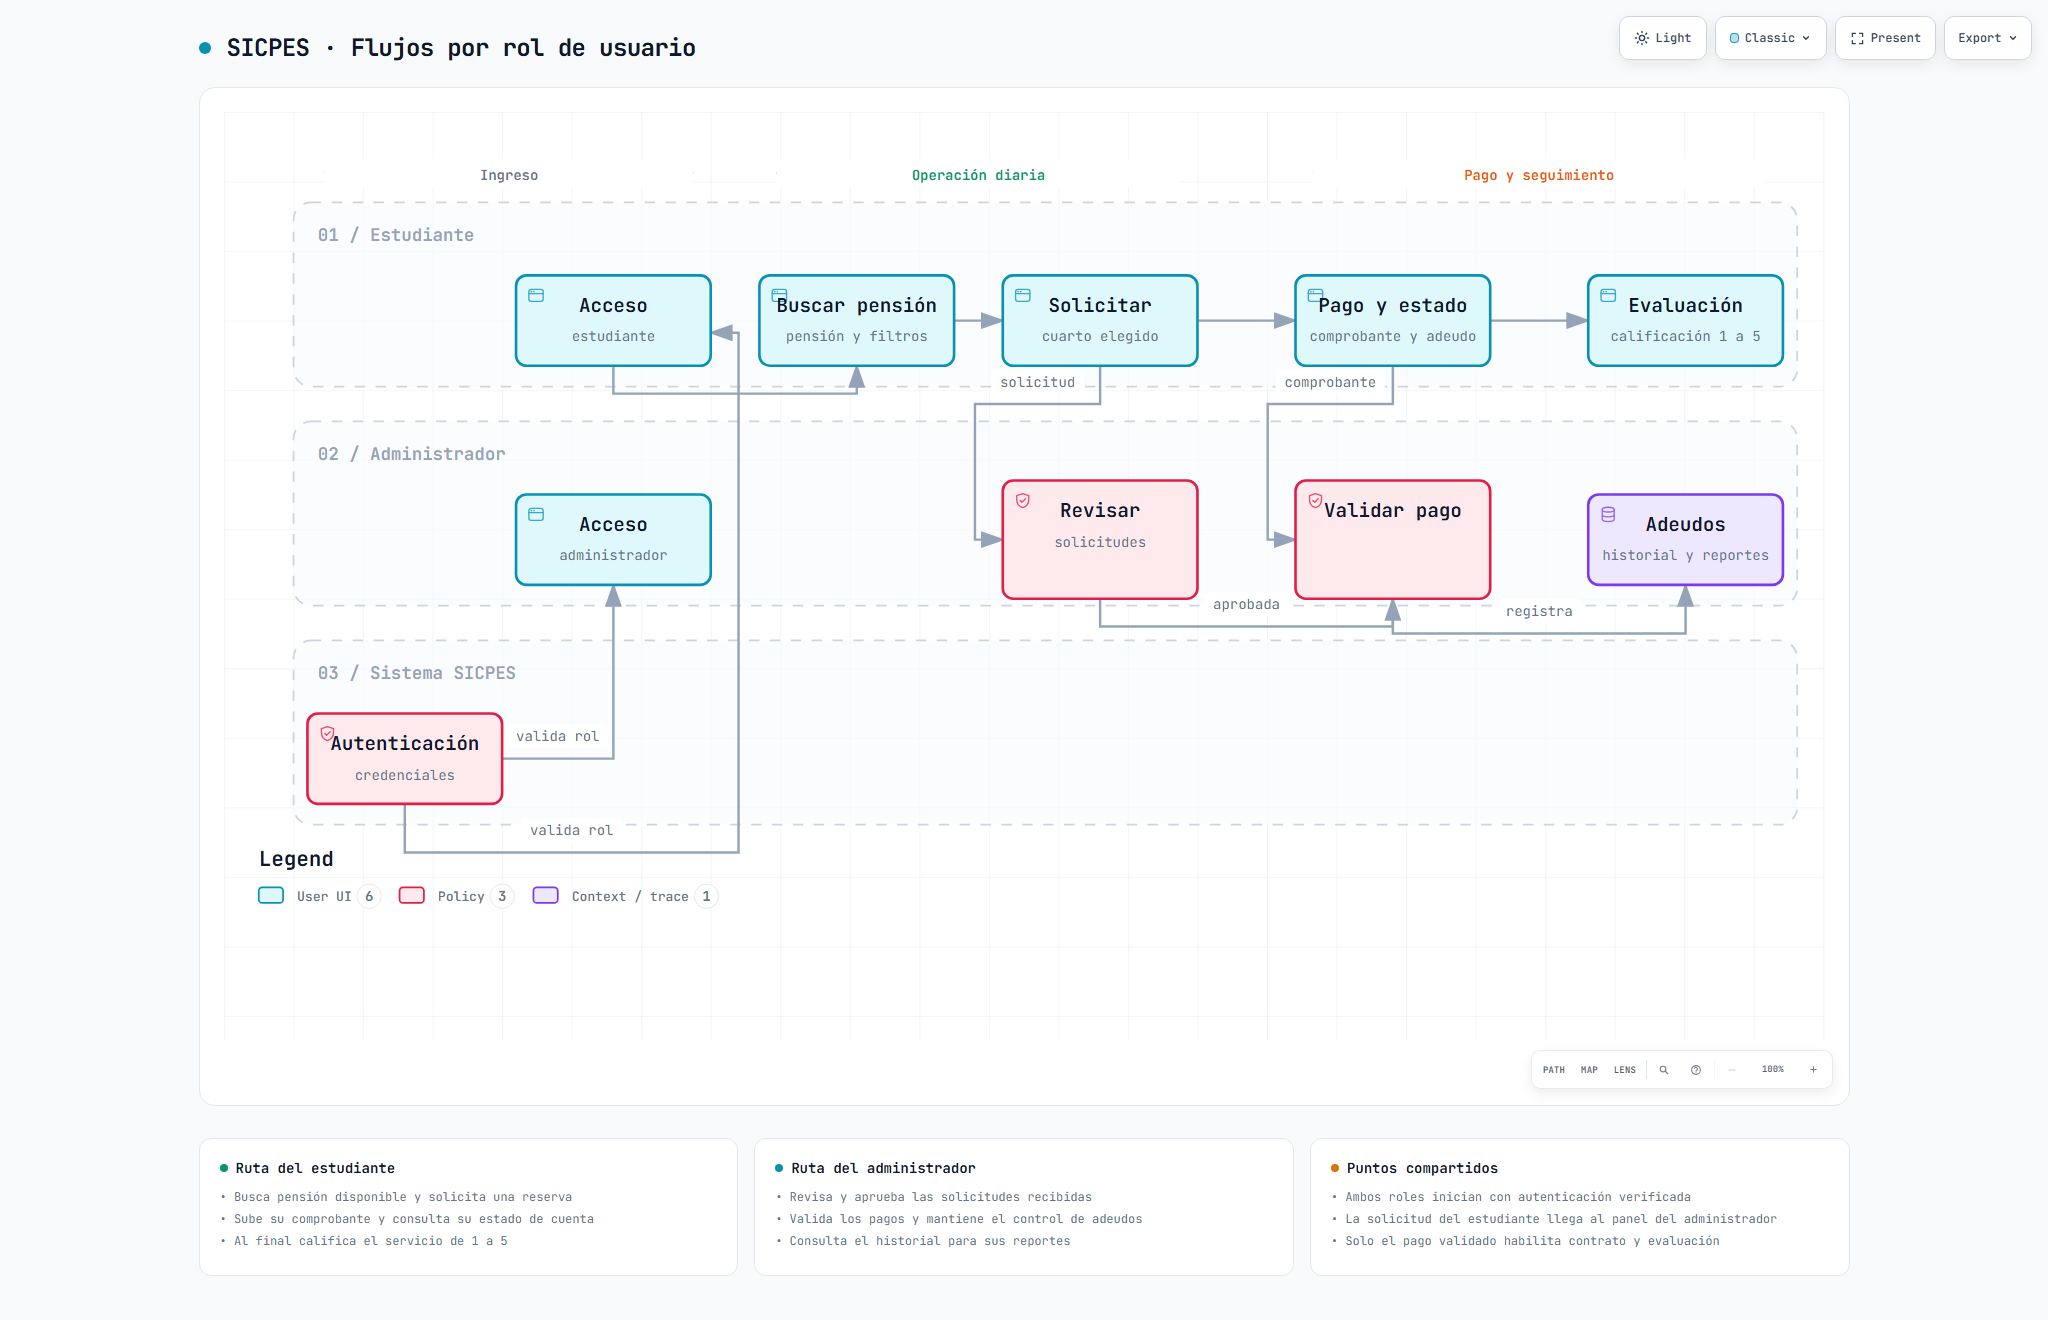 SICPES · Flujos por rol de usuario
Light
Classic
Present
Export
Ingreso
Operación diaria
Pago y seguimiento
01 / Estudiante
Acceso
estudiante
Buscar pensión
pensión y filtros
Solicitar
cuarto elegido
Pago y estado
comprobante y adeudo
Evaluación
calificación 1 a 5
solicitud
comprobante
02 / Administrador
Acceso
administrador
Revisar
solicitudes
Validar pago
Adeudos
historial y reportes
aprobada
registra
03 / Sistema SICPES
Autenticación
credenciales
valida rol
valida rol
Legend
User UI 6
Policy 3
Context / trace 1
PATH
MAP
LENS
100%
Ruta del estudiante
• Busca pensión disponible y solicita una reserva
• Sube su comprobante y consulta su estado de cuenta
• Al final califica el servicio de 1 a 5
Ruta del administrador
• Revisa y aprueba las solicitudes recibidas
• Valida los pagos y mantiene el control de adeudos
• Consulta el historial para sus reportes
Puntos compartidos
• Ambos roles inician con autenticación verificada
• La solicitud del estudiante llega al panel del administrador
• Solo el pago validado habilita contrato y evaluación